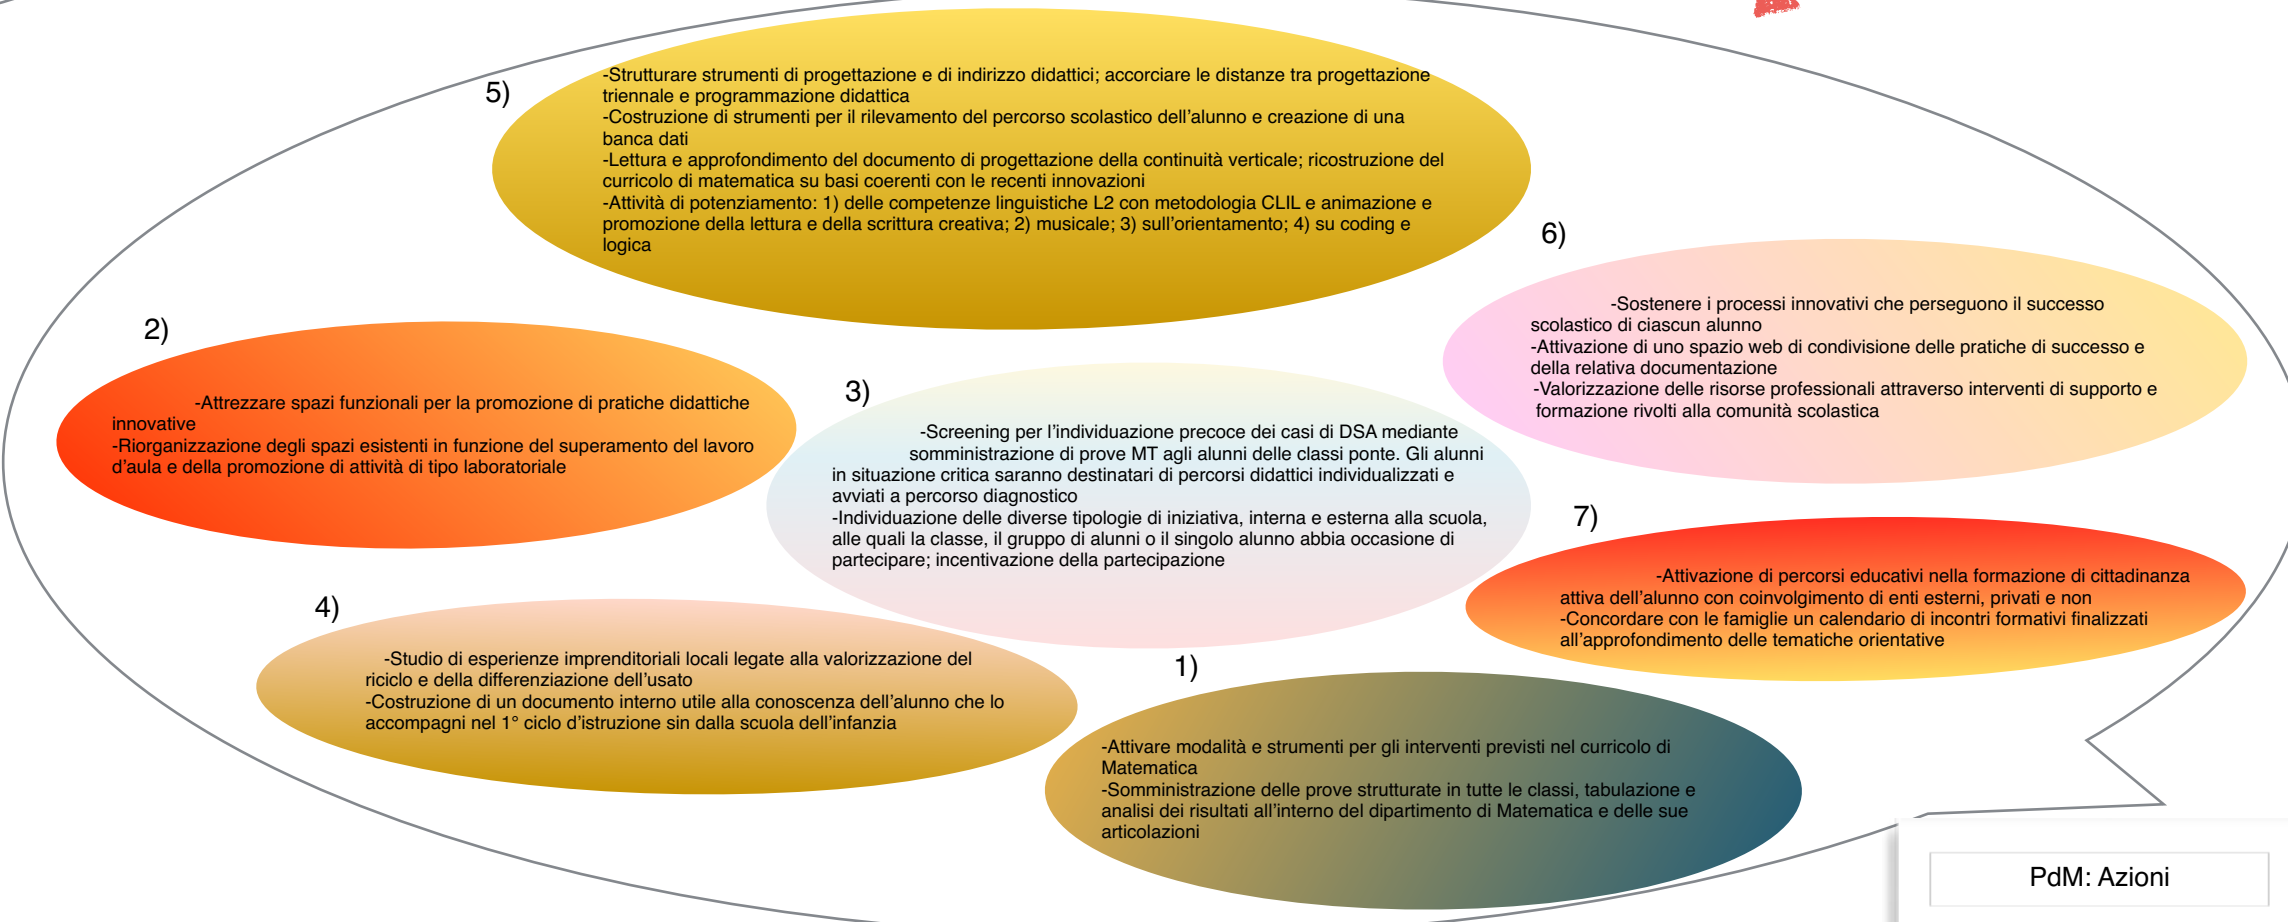 5)
-Strutturare strumenti di progettazione e di indirizzo didattici; accorciare le distanze tra progettazione
triennale e programmazione didattica
-Costruzione di strumenti per il rilevamento del percorso scolastico dell’alunno e creazione di una
banca dati
-Lettura e approfondimento del documento di progettazione della continuità verticale; ricostruzione del
curricolo di matematica su basi coerenti con le recenti innovazioni
-Attività di potenziamento: 1) delle competenze linguistiche L2 con metodologia CLIL e animazione e
promozione della lettura e della scrittura creativa; 2) musicale; 3) sull’orientamento; 4) su coding e
logica
6)
-Sostenere i processi innovativi che perseguono il successo
scolastico di ciascun alunno
-Attivazione di uno spazio web di condivisione delle pratiche di successo e
della relativa documentazione
-Valorizzazione delle risorse professionali attraverso interventi di supporto e
formazione rivolti alla comunità scolastica
2)
-Attrezzare spazi funzionali per la promozione di pratiche didattiche
innovative
-Riorganizzazione degli spazi esistenti in funzione del superamento del lavoro
d’aula e della promozione di attività di tipo laboratoriale
3)
-Screening per l’individuazione precoce dei casi di DSA mediante
somministrazione di prove MT agli alunni delle classi ponte. Gli alunni
in situazione critica saranno destinatari di percorsi didattici individualizzati e
avviati a percorso diagnostico
-Individuazione delle diverse tipologie di iniziativa, interna e esterna alla scuola,
alle quali la classe, il gruppo di alunni o il singolo alunno abbia occasione di
partecipare; incentivazione della partecipazione
7)
-Attivazione di percorsi educativi nella formazione di cittadinanza
attiva dell’alunno con coinvolgimento di enti esterni, privati e non
-Concordare con le famiglie un calendario di incontri formativi finalizzati
all’approfondimento delle tematiche orientative
4)
-Studio di esperienze imprenditoriali locali legate alla valorizzazione del
riciclo e della differenziazione dell’usato
-Costruzione di un documento interno utile alla conoscenza dell’alunno che lo
accompagni nel 1° ciclo d’istruzione sin dalla scuola dell’infanzia
1)
-Attivare modalità e strumenti per gli interventi previsti nel curricolo di
Matematica
-Somministrazione delle prove strutturate in tutte le classi, tabulazione e
analisi dei risultati all’interno del dipartimento di Matematica e delle sue
articolazioni
PdM: Azioni